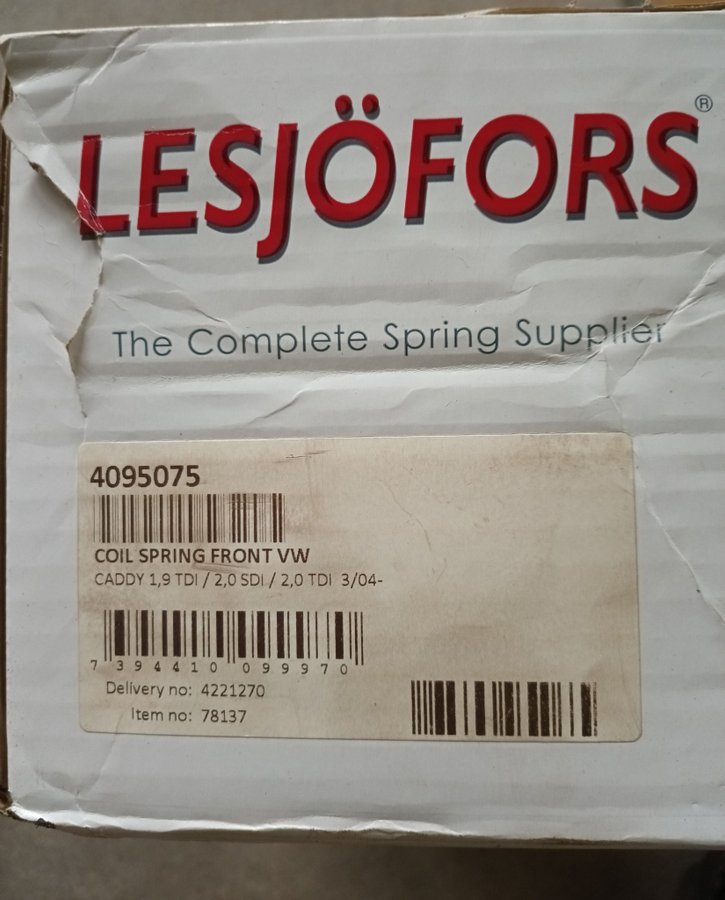 LESJÖFORS®
The Complete Spring Supplier
4095075
COIL SPRING FRONT VW
CADDY 1,9 TDI / 2,0 SDI / 2,0 TDI 3/04-
7 394410 099970
Delivery no: 4221270
Item no: 78137